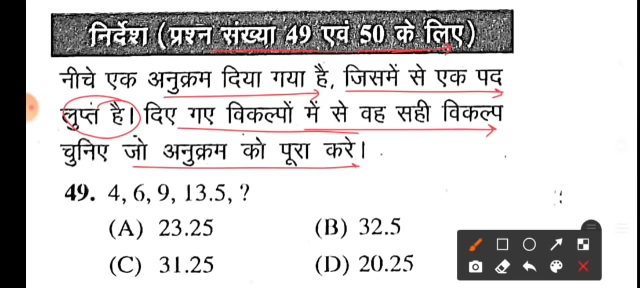 निर्देश (प्रश्न संख्या 49 एवं 50 के लिए)
नीचे एक अनुक्रम दिया गया है, जिसमें से एक पद
लुप्त है। दिए गए विकल्पों में से वह सही विकल्प
चुनिए जो अनुक्रम को पूरा करे।
49. 4, 6, 9, 13.5, ?
(A) 23.25 (B) 32.5
(C) 31.25 (D) 20.25